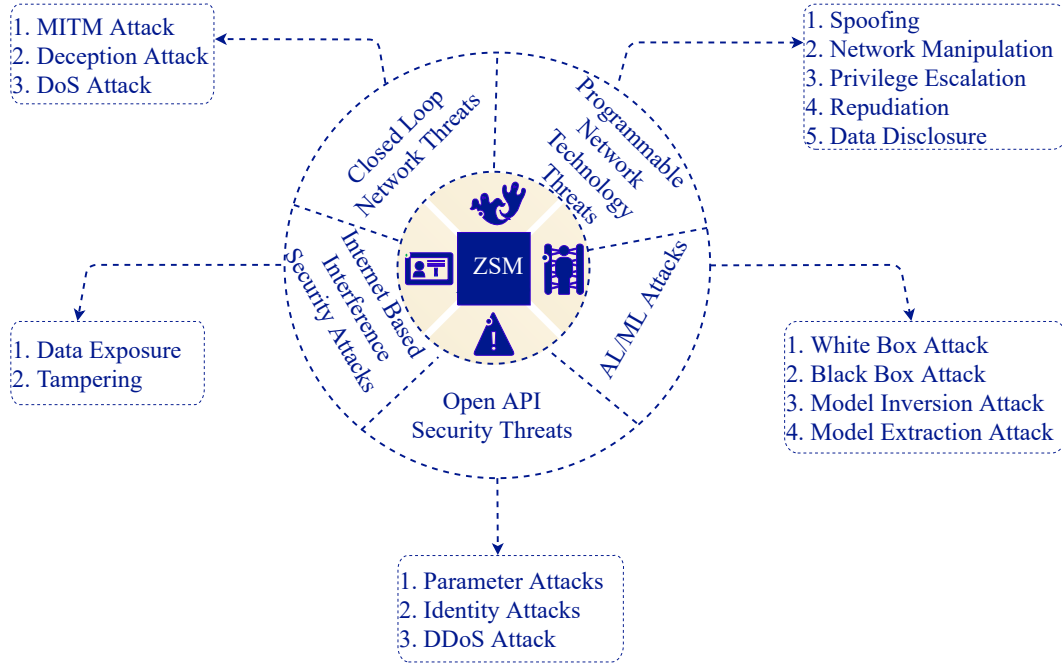 1. MITM Attack
2. Deception Attack
3. DoS Attack
1. Spoofing
2. Network Manipulation
3. Privilege Escalation
4. Repudiation
5. Data Disclosure
Closed Loop
Network Threats
Programmable
Network
Technology
Threats
Internet Based
Interference
Security Attacks
ZSM
AL/ML Attacks
Open API
Security Threats
1. Data Exposure
2. Tampering
1. White Box Attack
2. Black Box Attack
3. Model Inversion Attack
4. Model Extraction Attack
1. Parameter Attacks
2. Identity Attacks
3. DDoS Attack